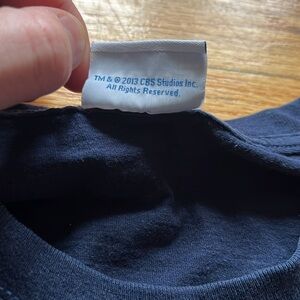 TM & © 2013 CBS Studios Inc.
All Rights Reserved.